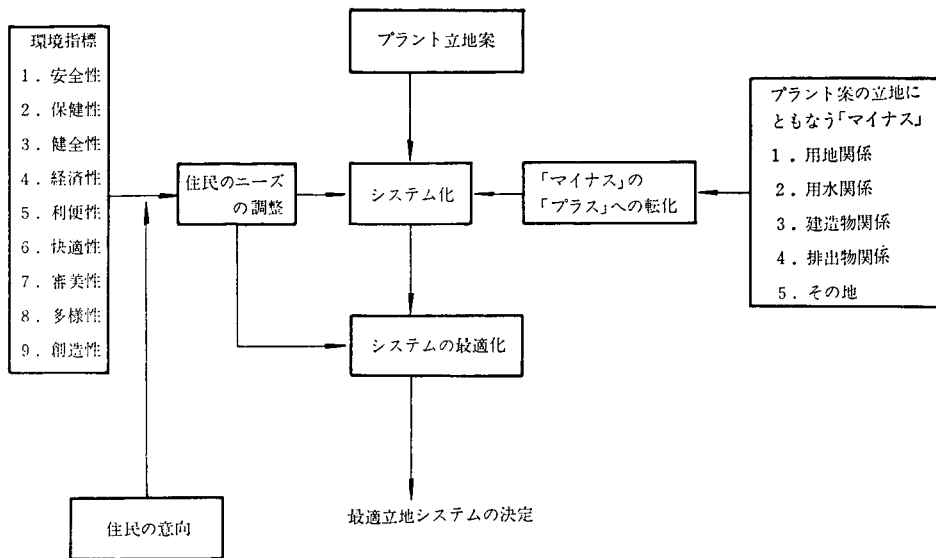 環境指標
1．安全性
2．保健性
3．健全性
4．経済性
5．利便性
6．快適性
7．審美性
8．多様性
9．創造性
プラント立地案
住民のニーズ
の調整
システム化
「マイナス」の
「プラス」への転化
プラント案の立地に
ともなう「マイナス」
1．用地関係
2．用水関係
3．建造物関係
4．排出物関係
5．その地
システムの最適化
住民の意向
最適立地システムの決定